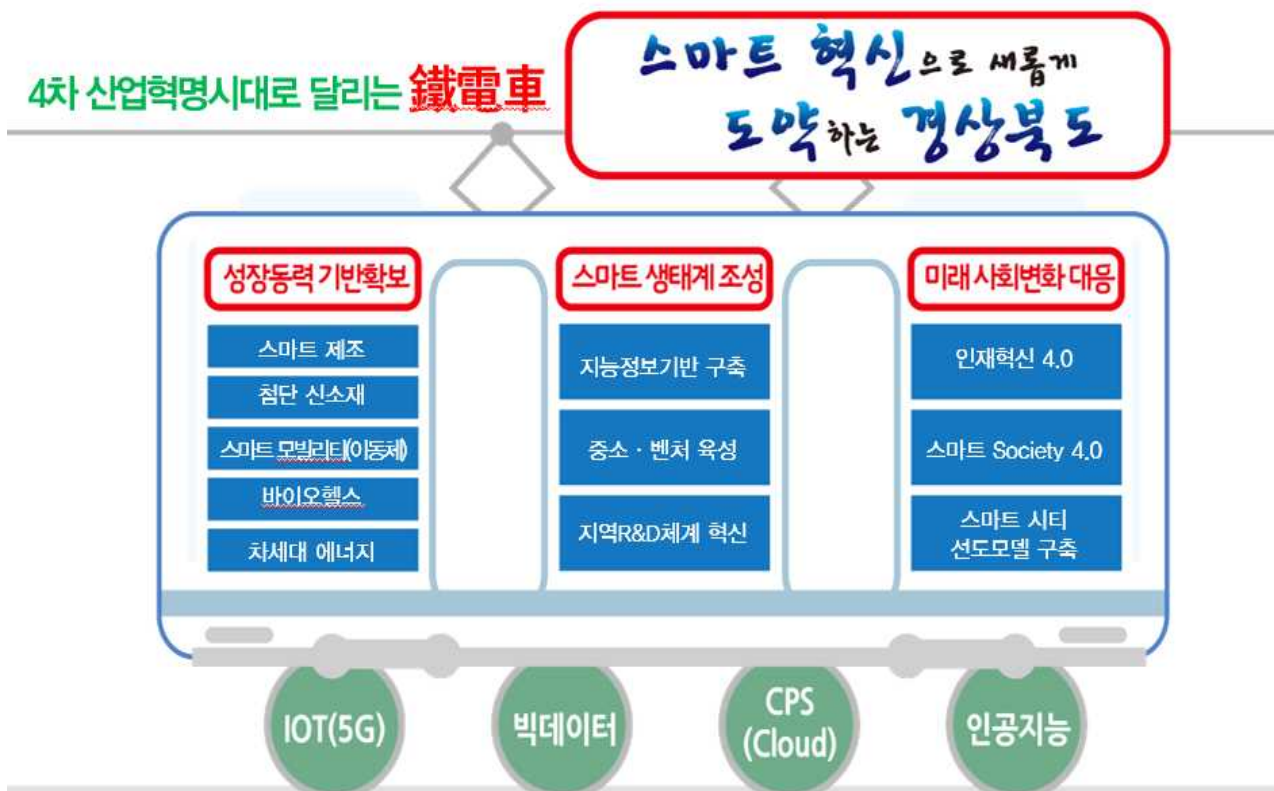 4차 산업혁명시대로 달리는 鐵電車
스마트 혁신으로 새롭게
도약하는 경상북도
성장동력 기반확보
스마트 제조
첨단 신소재
스마트 모빌리티(이동체)
바이오헬스
차세대 에너지
스마트 생태계 조성
지능정보기반 구축
중소 · 벤처 육성
지역R&D체계 혁신
미래 사회변화 대응
인재혁신 4.0
스마트 Society 4.0
스마트 시티
선도모델 구축
IOT(5G)
빅데이터
CPS
(Cloud)
인공지능